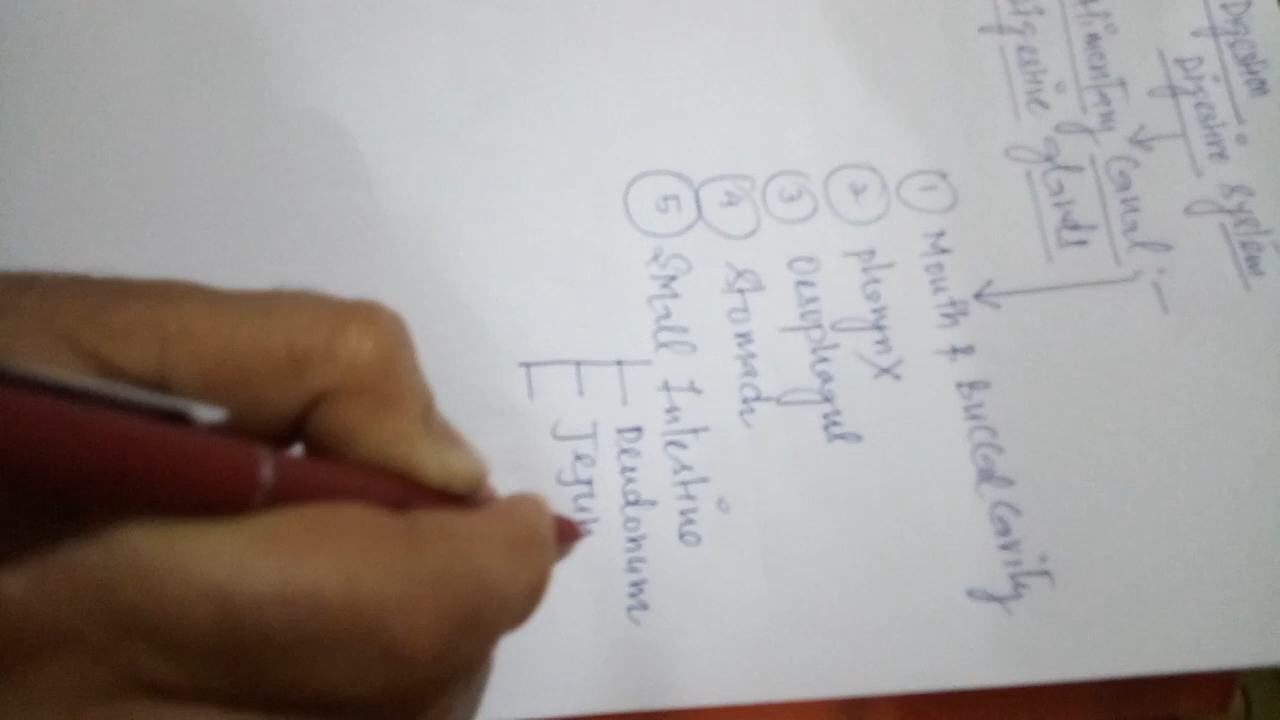 Digestion
Digestive System
Alimentary Canal :-
Digestive glands
1 Mouth & Buccal Cavity
2 pharynx
3 Oesophagus
4 Stomach
5 Small Intestine
Deudonum
Jejun